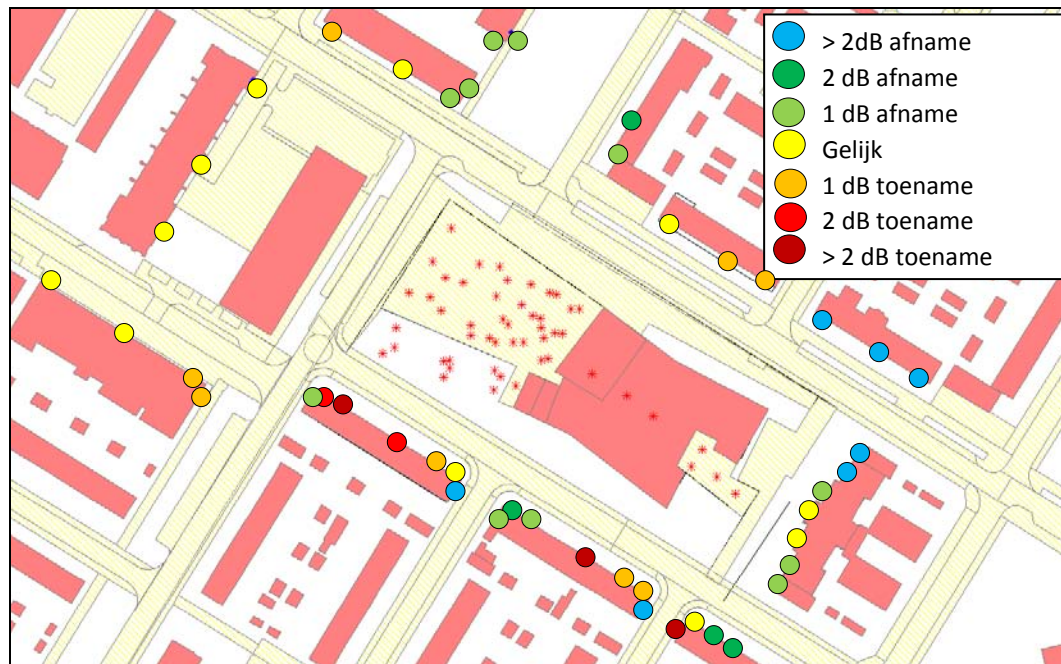 > 2dB afname
2 dB afname
1 dB afname
Gelijk
1 dB toename
2 dB toename
> 2 dB toename